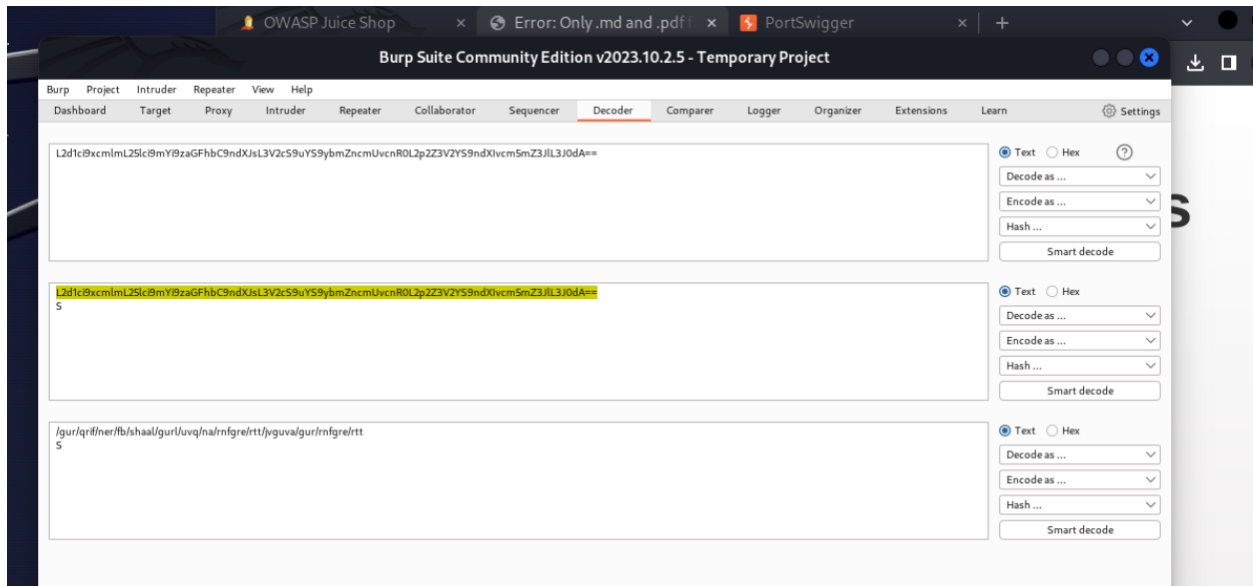 OWASP Juice Shop × Error: Only .md and .pdf f × PortSwigger × +
Burp Suite Community Edition v2023.10.2.5 - Temporary Project
Burp Project Intruder Repeater View Help
Dashboard Target Proxy Intruder Repeater Collaborator Sequencer Decoder Comparer Logger Organizer Extensions Learn Settings
L2d1ci9xcmlmL25lci9mYi9zaGFhbC9ndXJsL3V2cS9uYS9ybmZncmUvcnR0L2p2Z3V2YS9ndXIvcm5mZ3JlL3J0dA==
Text Hex ?
Decode as ...
Encode as ...
Hash ...
Smart decode
L2d1ci9xcmlmL25lci9mYi9zaGFhbC9ndXJsL3V2cS9uYS9ybmZncmUvcnR0L2p2Z3V2YS9ndXIvcm5mZ3JlL3J0dA==
S
Text Hex
Decode as ...
Encode as ...
Hash ...
Smart decode
/gur/qrif/ner/fb/shaal/gurl/uvq/na/rnfgre/rtt/jvguva/gur/rnfgre/rtt
S
Text Hex
Decode as ...
Encode as ...
Hash ...
Smart decode
s